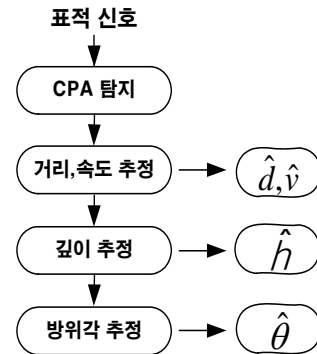 표적 신호
CPA 탐지
거리,속도 추정
d̂,v̂
깊이 추정
ĥ
방위각 추정
θ̂